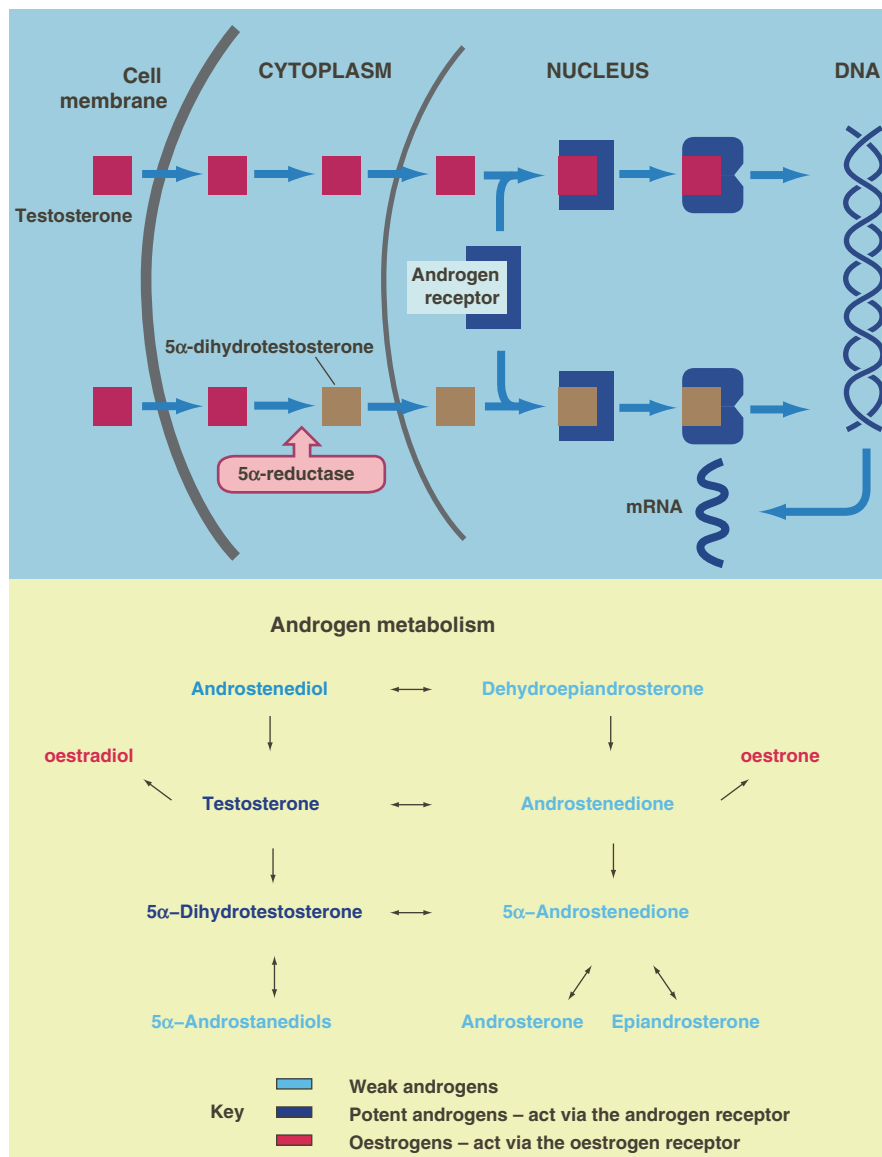 Cell
membrane
CYTOPLASM
NUCLEUS
DNA
Testosterone
Androgen
receptor
5α-dihydrotestosterone
5α-reductase
mRNA
Androgen metabolism
Androstenediol
Dehydroepiandrosterone
oestradiol
oestrone
Testosterone
Androstenedione
5α–Dihydrotestosterone
5α–Androstenedione
5α–Androstanediols
Androsterone
Epiandrosterone
Key
Weak androgens
Potent androgens – act via the androgen receptor
Oestrogens – act via the oestrogen receptor